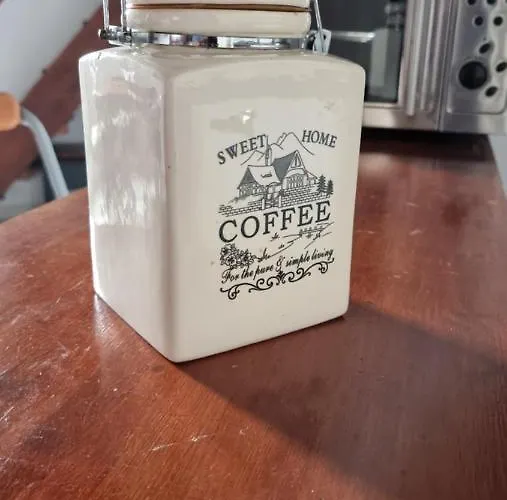 SWEET HOME
COFFEE
For the pure & simple living